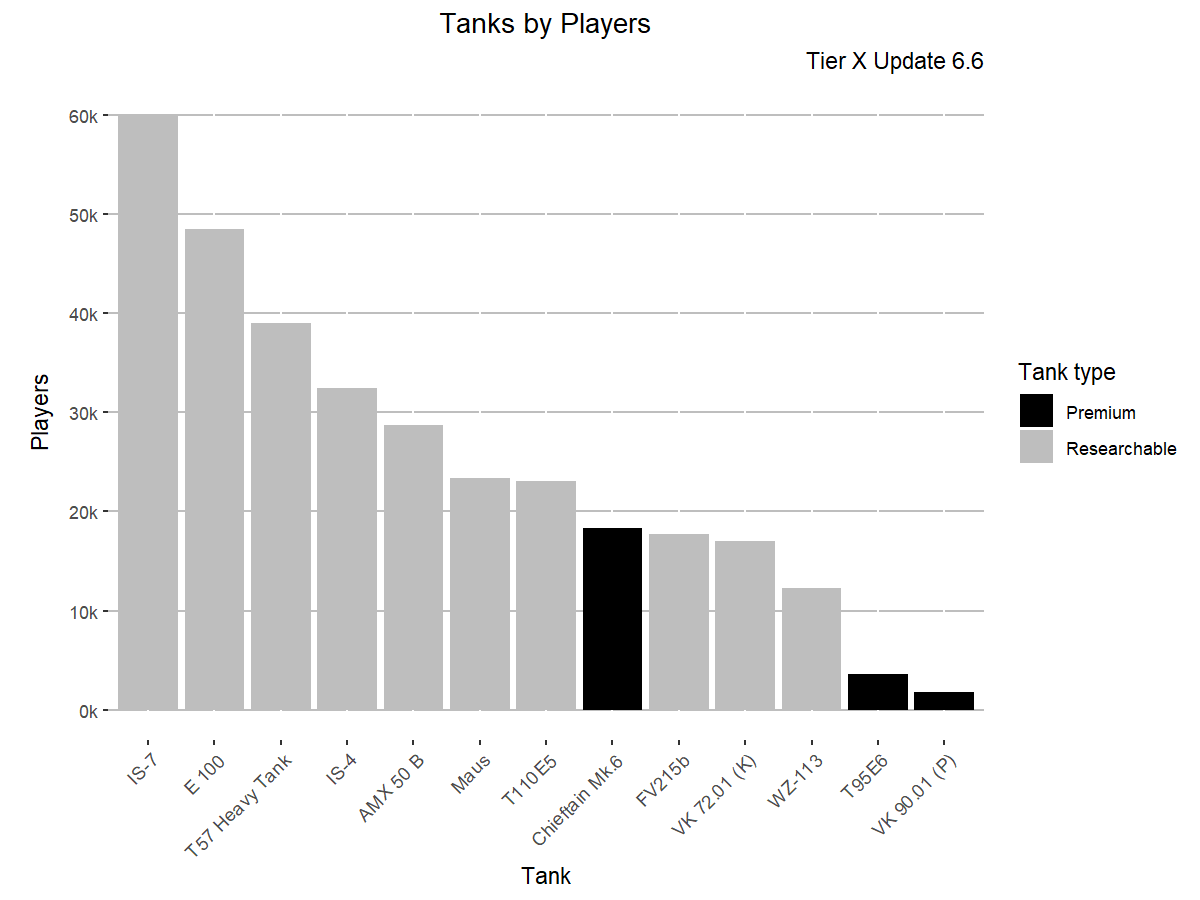 Tanks by Players
Tier X Update 6.6
60k
50k
40k
30k
20k
10k
0k
Players
IS-7
E 100
T57 Heavy Tank
IS-4
AMX 50 B
Maus
T110E5
Chieftain Mk.6
FV215b
VK 72.01 (K)
WZ-113
T95E6
VK 90.01 (P)
Tank
Tank type
Premium
Researchable